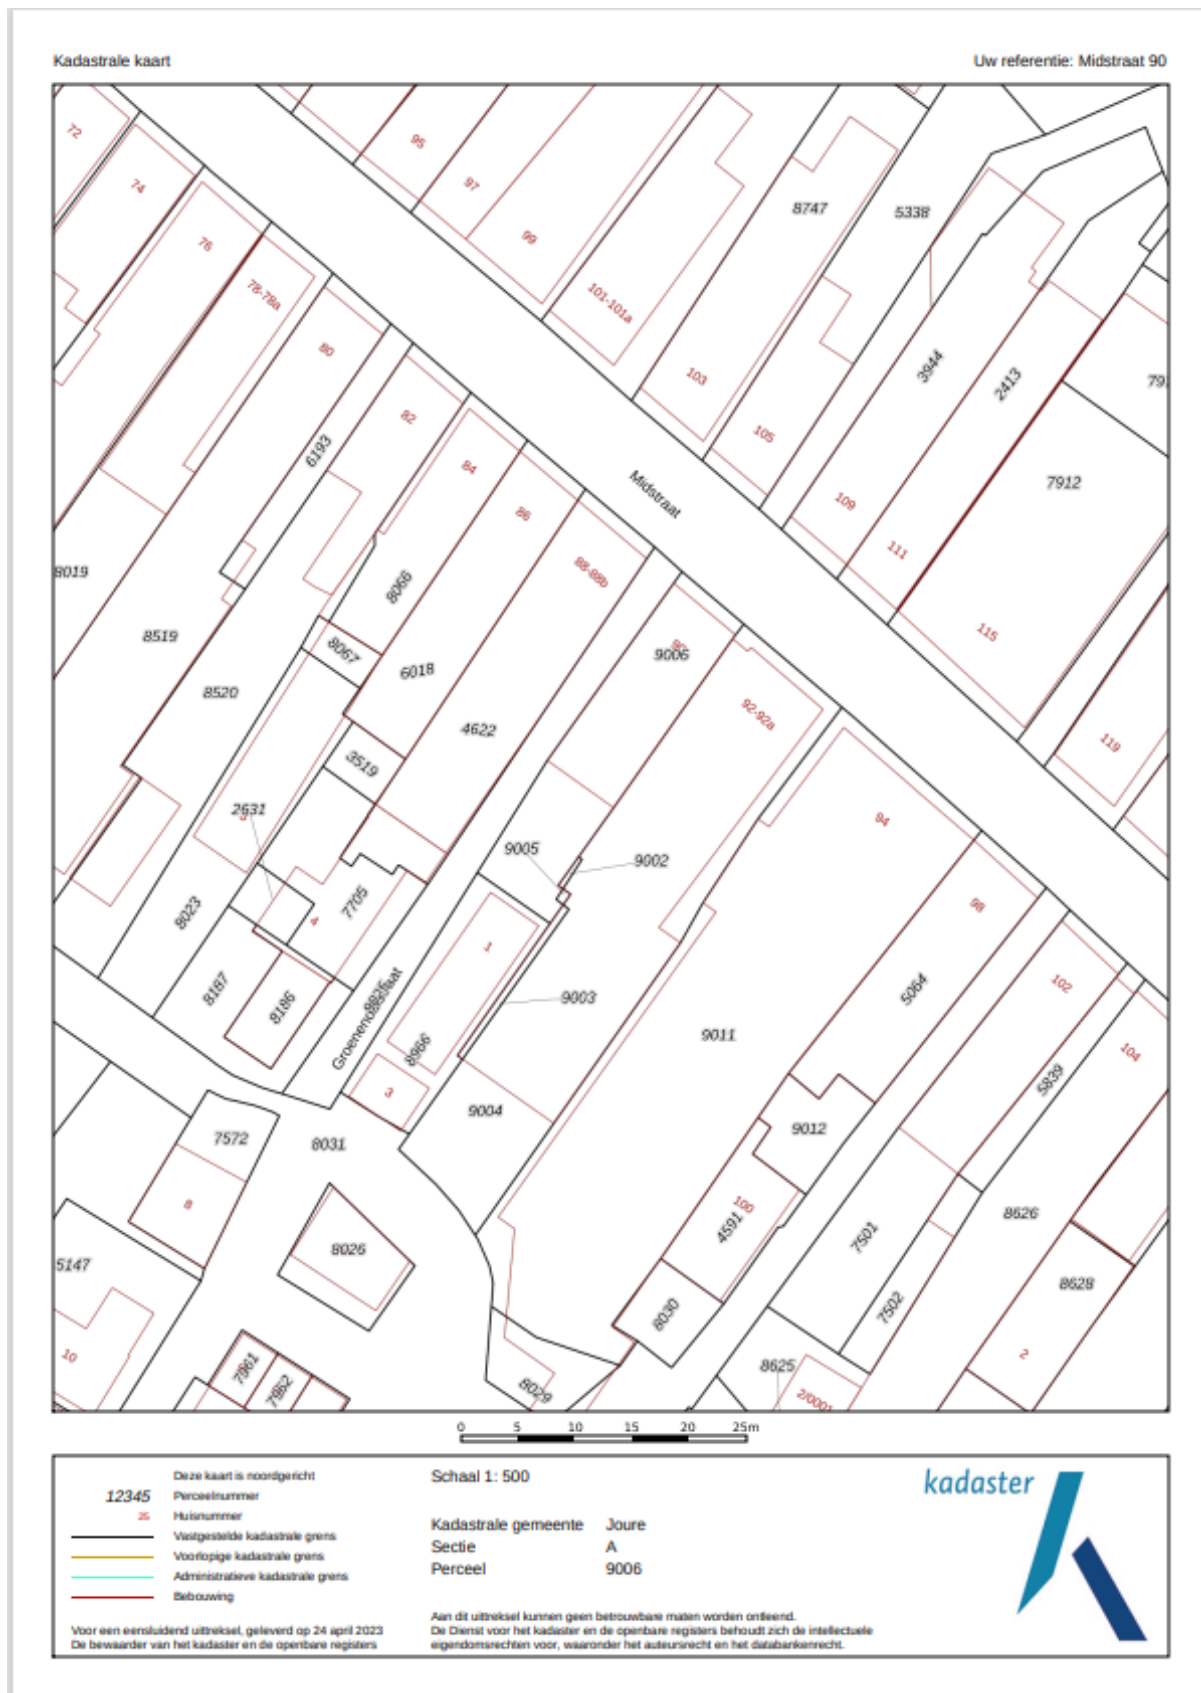 Kadastrale kaart
Uw referentie: Midstraat 90
72
74
76
78-78a
80
82
84
86
88-88b
90
92-92a
94
98
102
104
95
97
99
101-101a
103
105
109
111
115
119
8747
5338
3944
2413
7912
Midstraat
6193
8019
8519
8520
8066
8067
6018
4622
3519
2631
7705
4
8023
8187
8186
9006
9005
9002
1
9003
8966
3
9004
Groenendalstraat
9011
5064
9012
5839
100
4591
8030
7501
7502
8626
8628
2
8625
2/0001
7572
8
8031
8026
5147
10
7961
7962
8029
0 5 10 15 20 25m
Deze kaart is noordgericht
12345 Perceelnummer
25 Huisnummer
Vastgestelde kadastrale grens
Voorlopige kadastrale grens
Administratieve kadastrale grens
Bebouwing
Voor een eensluidend uittreksel, geleverd op 24 april 2023
De bewaarder van het kadaster en de openbare registers
Schaal 1: 500
Kadastrale gemeente Joure
Sectie A
Perceel 9006
Aan dit uittreksel kunnen geen betrouwbare maten worden ontleend.
De Dienst voor het kadaster en de openbare registers behoudt zich de intellectuele
eigendomsrechten voor, waaronder het auteursrecht en het databankenrecht.
kadaster